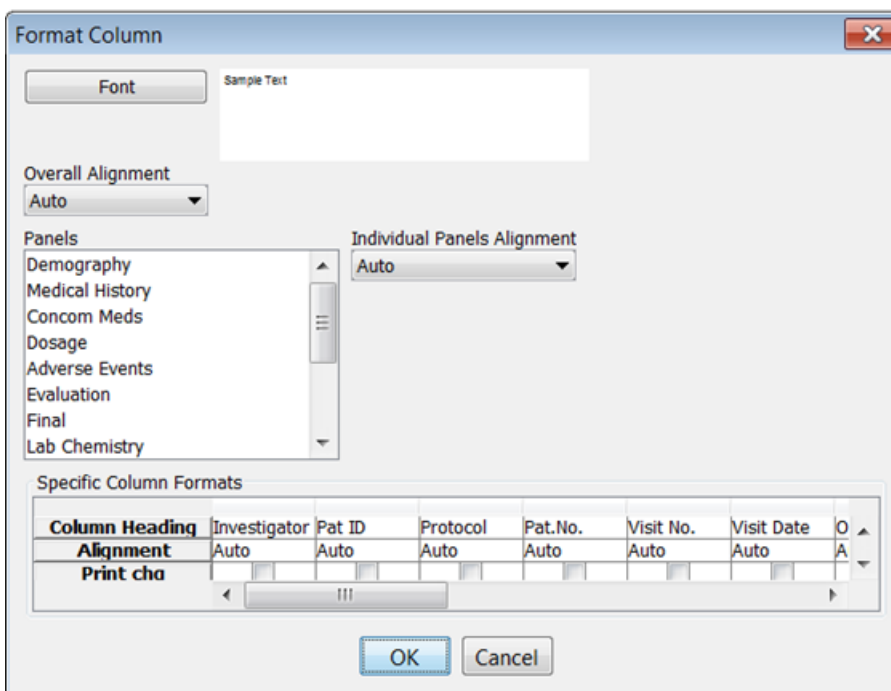 Format Column
Font
Sample Text
Overall Alignment
Auto
Panels
Individual Panels Alignment
Demography
Auto
Medical History
Concom Meds
Dosage
Adverse Events
Evaluation
Final
Lab Chemistry
Specific Column Formats
Column Heading Investigator Pat ID Protocol Pat.No. Visit No. Visit Date O
Alignment Auto Auto Auto Auto Auto Auto A
Print chg
OK Cancel